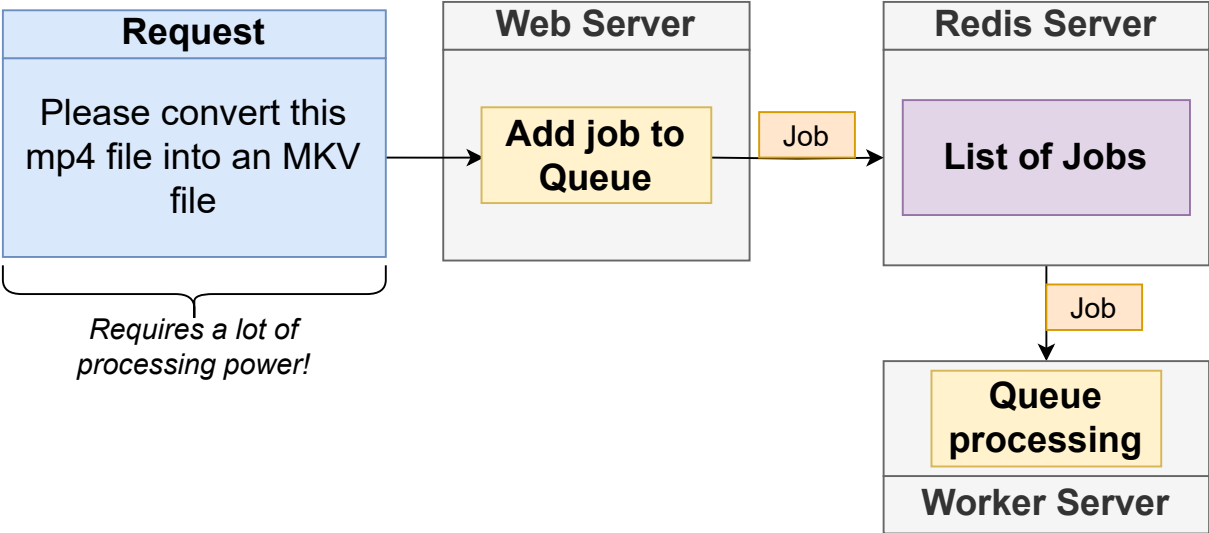 Request
Please convert this
mp4 file into an MKV
file
Requires a lot of
processing power!
Web Server
Add job to
Queue
Job
Redis Server
List of Jobs
Job
Queue
processing
Worker Server